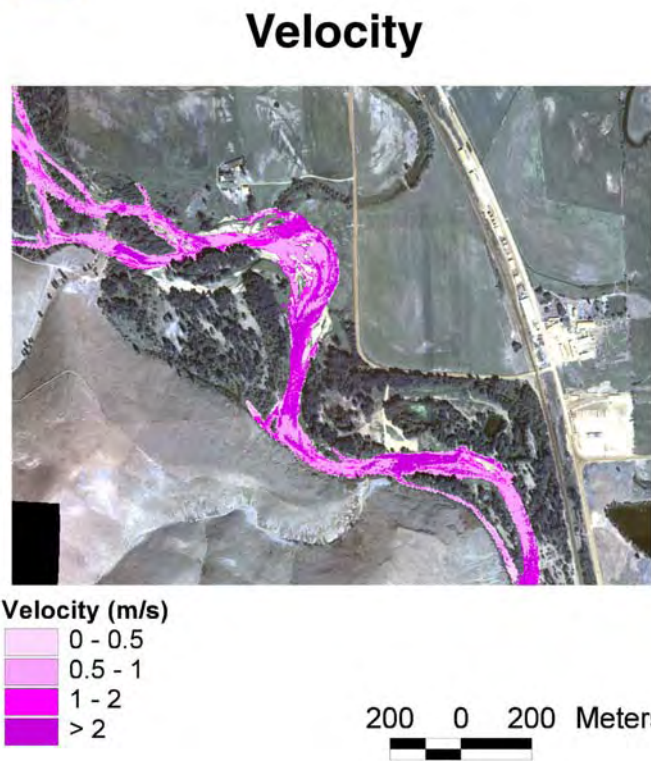 Velocity
Velocity (m/s)
0 - 0.5
0.5 - 1
1 - 2
> 2
200 0 200 Meters